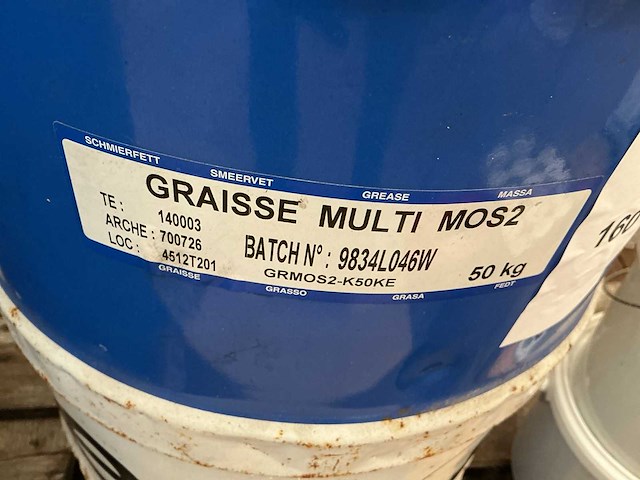 SCHMIERFETT SMEERVET GREASE MASSA
GRAISSE MULTI MOS2
TE : 140003
ARCHE : 700726
LOC : 4512T201
BATCH N° : 9834L046W
GRMOS2-K50KE
50 kg
GRAISSE GRASSO GRASA FEDT
160